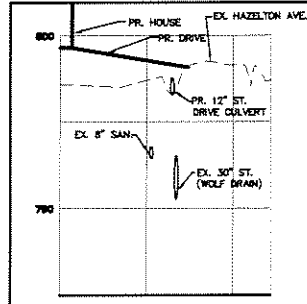 PR. HOUSE
EX. HAZELTON AVE.
PR. DRIVE
800
PR. 12" ST.
DRIVE CULVERT
EX. 8" SAN.
EX. 30" ST.
(WOLF DRAIN)
790